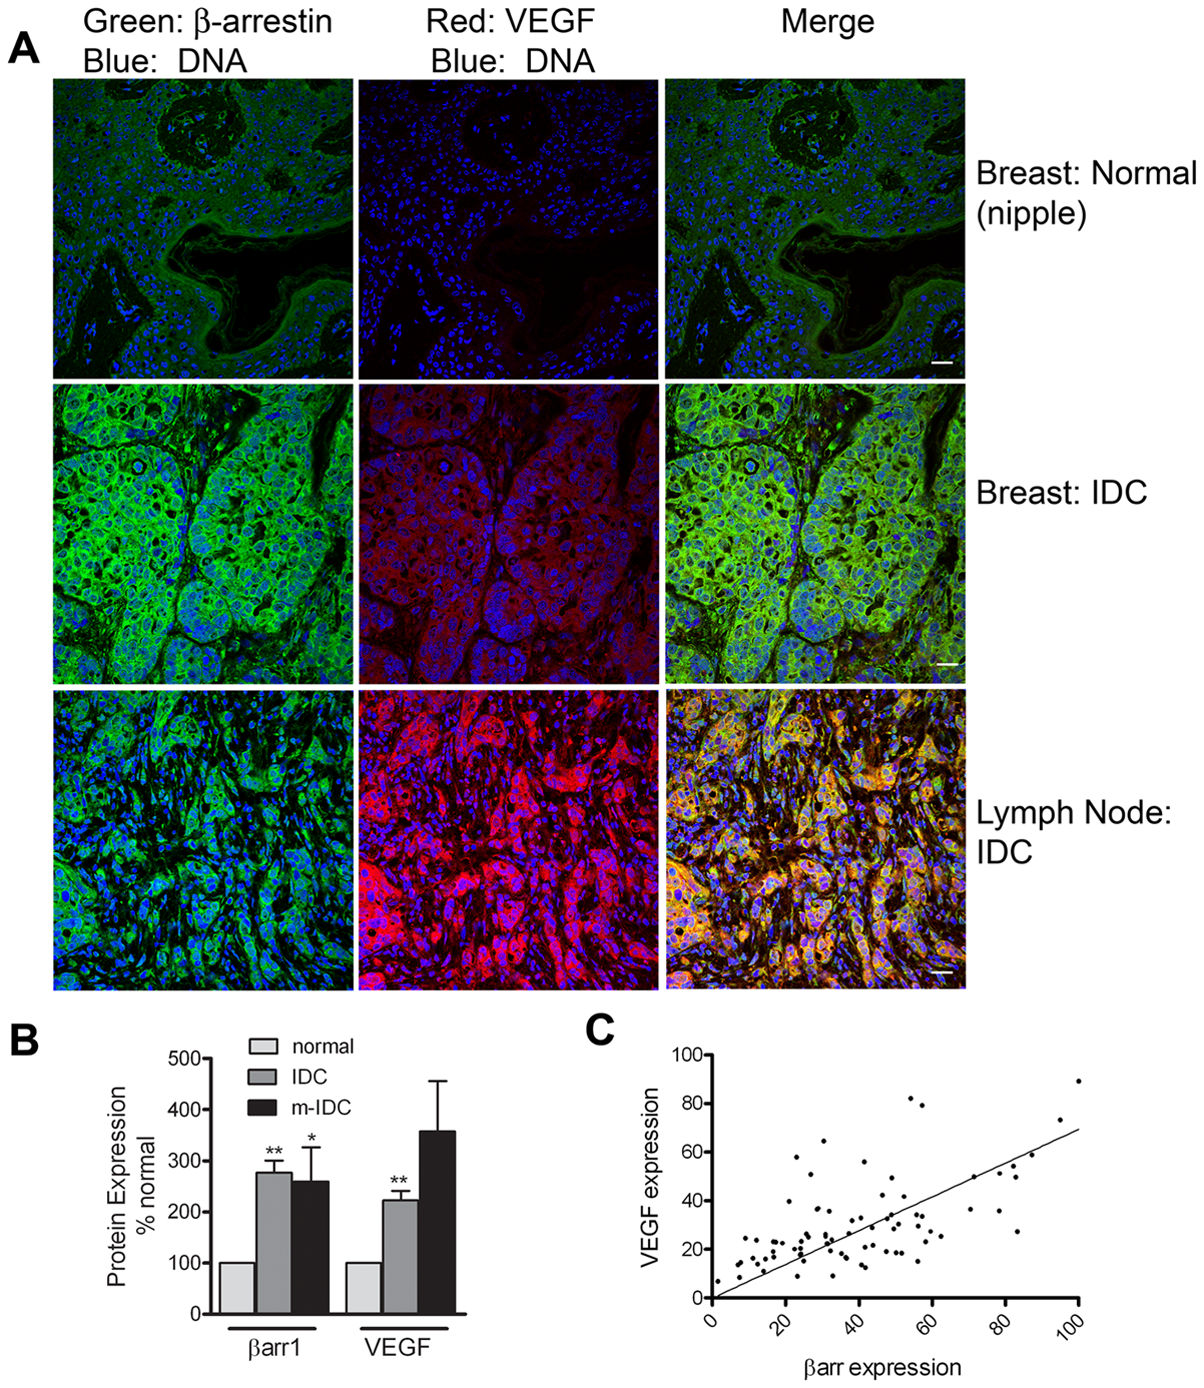 A
Green: β-arrestin
Blue: DNA
Red: VEGF
Blue: DNA
Merge
Breast: Normal
(nipple)
Breast: IDC
Lymph Node:
IDC
B
normal
IDC
m-IDC
Protein Expression
% normal
500
400
300
200
100
0
**
*
**
βarr1
VEGF
C
VEGF expression
100
80
60
40
20
0
0
20
40
60
80
100
βarr expression